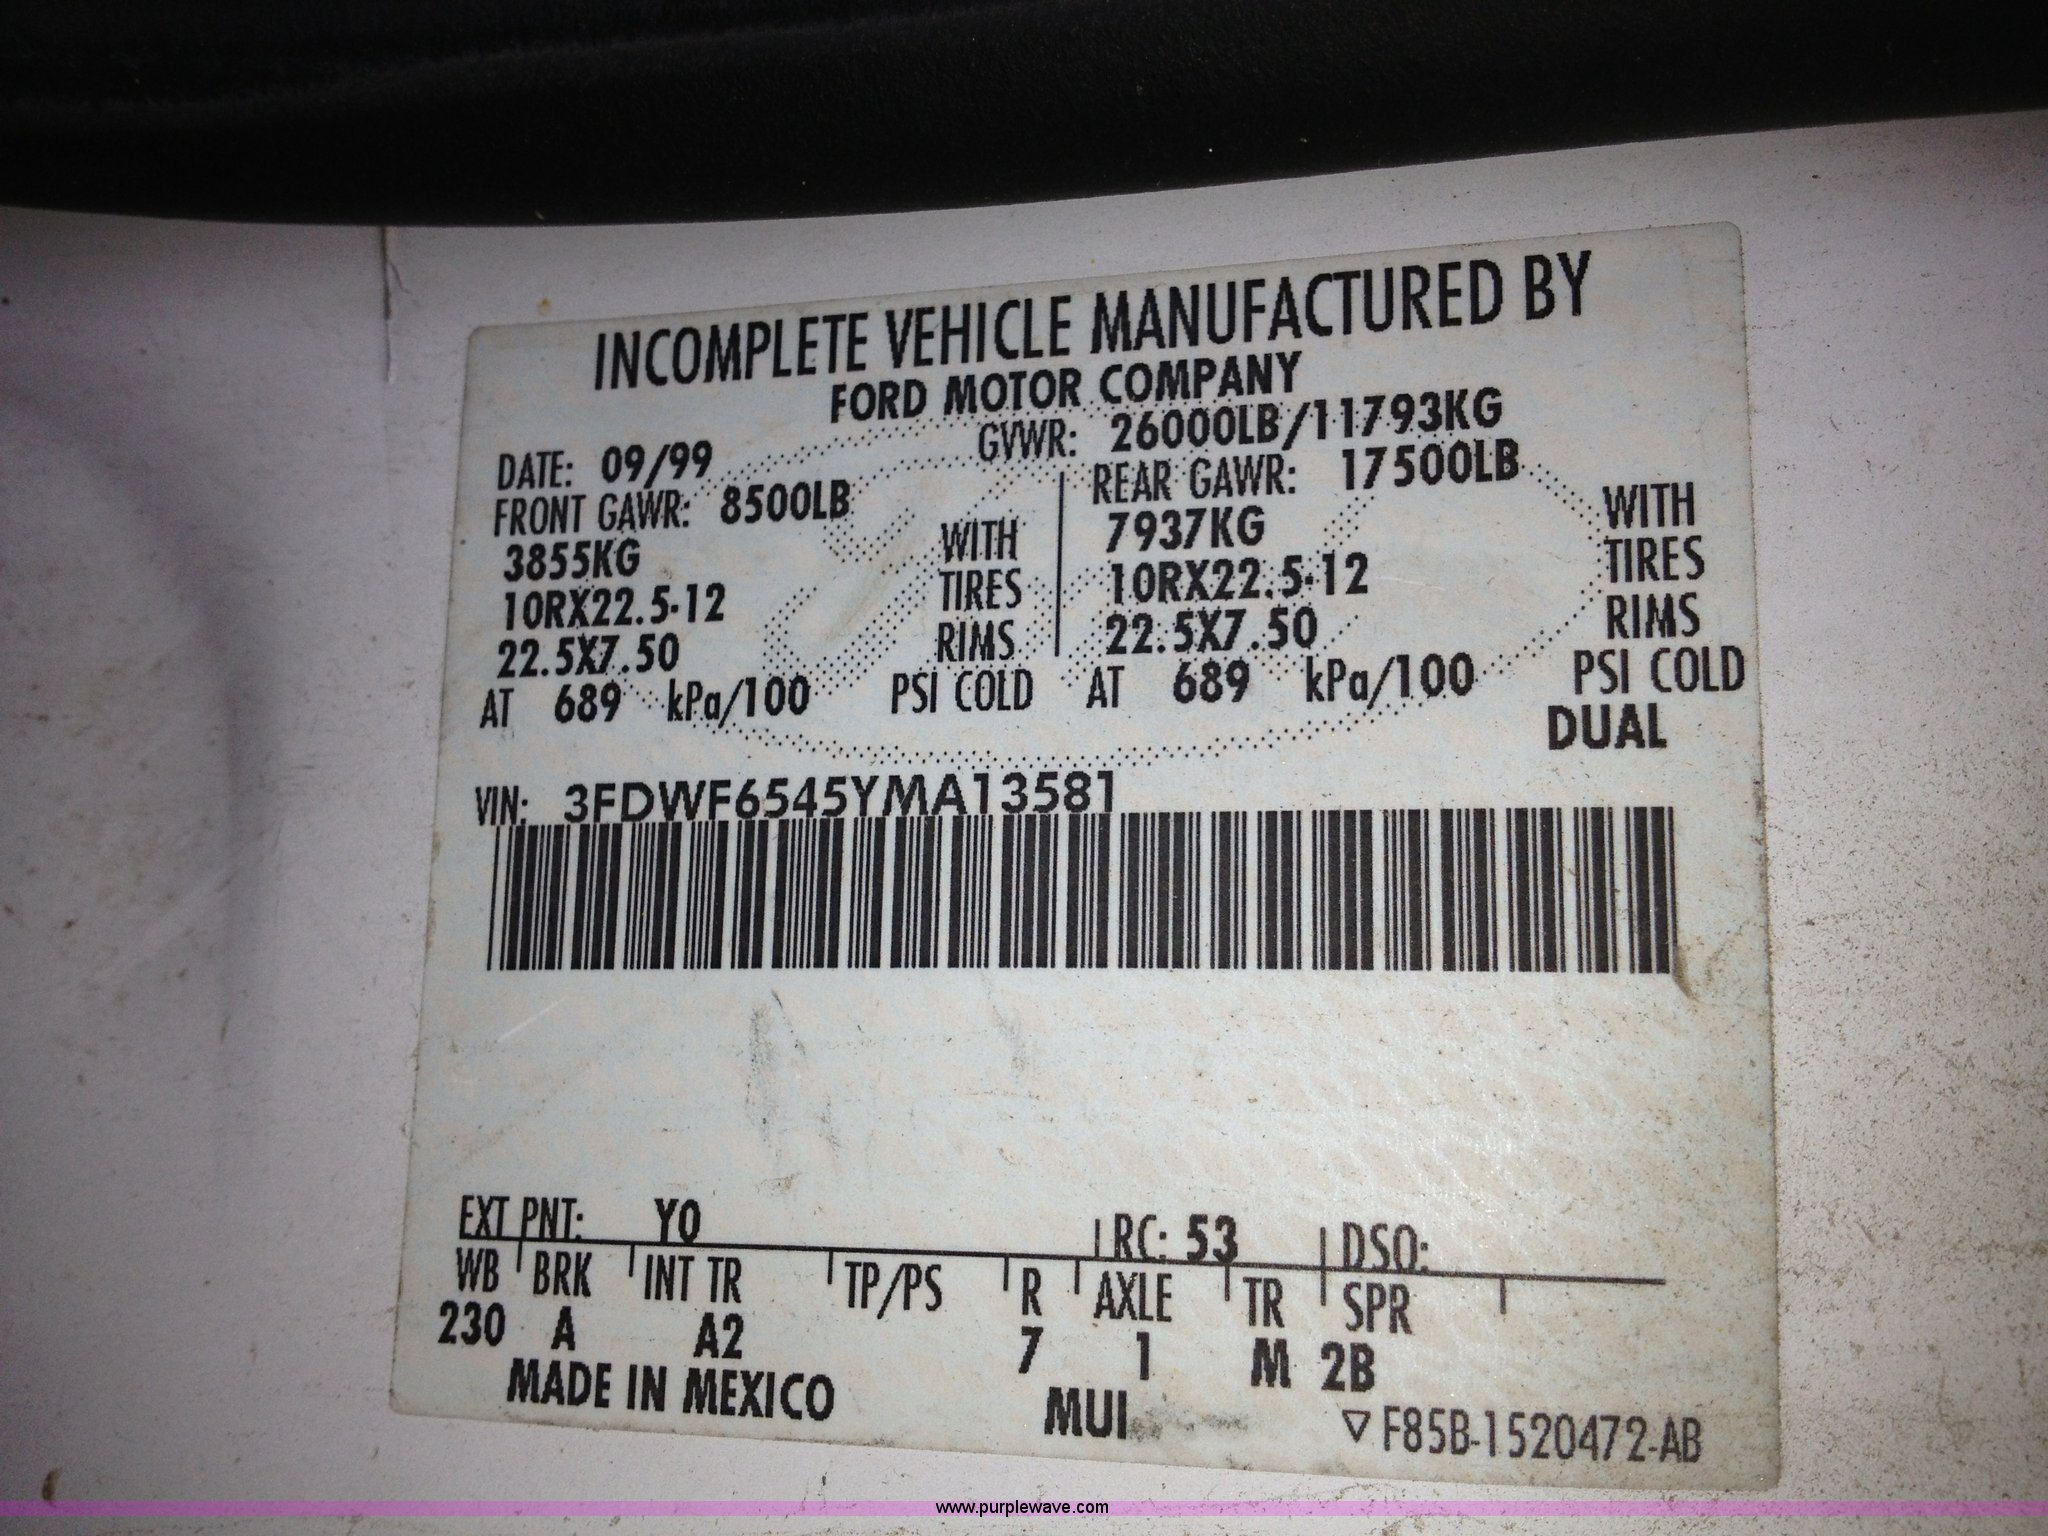 INCOMPLETE VEHICLE MANUFACTURED BY
FORD MOTOR COMPANY
DATE: 09/99 GVWR: 26000LB/11793KG
FRONT GAWR: 8500LB REAR GAWR: 17500LB
3855KG WITH 7937KG WITH
10RX22.5-12 TIRES 10RX22.5-12 TIRES
22.5X7.50 RIMS 22.5X7.50 RIMS
AT 689 kPa/100 PSI COLD AT 689 kPa/100 PSI COLD
DUAL
VIN: 3FDWF6545YMA13581
EXT PNT: Y0 RC: 53 DSO:
WB BRK INT TR TP/PS R AXLE TR SPR
230 A A2 7 1 M 2B
MADE IN MEXICO MUI
▽ F85B-1520472-AB
www.purplewave.com